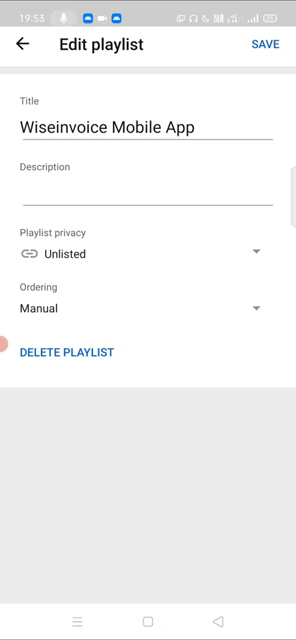 19:53
Edit playlist
SAVE
Title
Wiseinvoice Mobile App
Description
Playlist privacy
Unlisted
Ordering
Manual
DELETE PLAYLIST